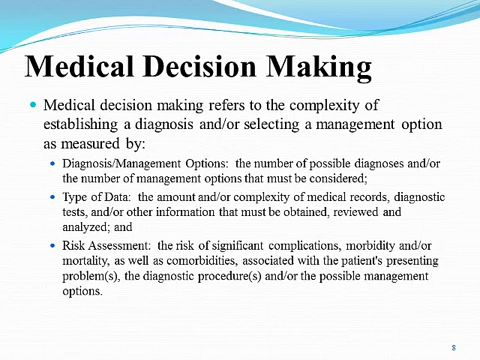 Medical Decision Making
Medical decision making refers to the complexity of
establishing a diagnosis and/or selecting a management option
as measured by:
Diagnosis/Management Options: the number of possible diagnoses and/or
the number of management options that must be considered;
Type of Data: the amount and/or complexity of medical records, diagnostic
tests, and/or other information that must be obtained, reviewed and
analyzed; and
Risk Assessment: the risk of significant complications, morbidity and/or
mortality, as well as comorbidities, associated with the patient's presenting
problem(s), the diagnostic procedure(s) and/or the possible management
options.
8